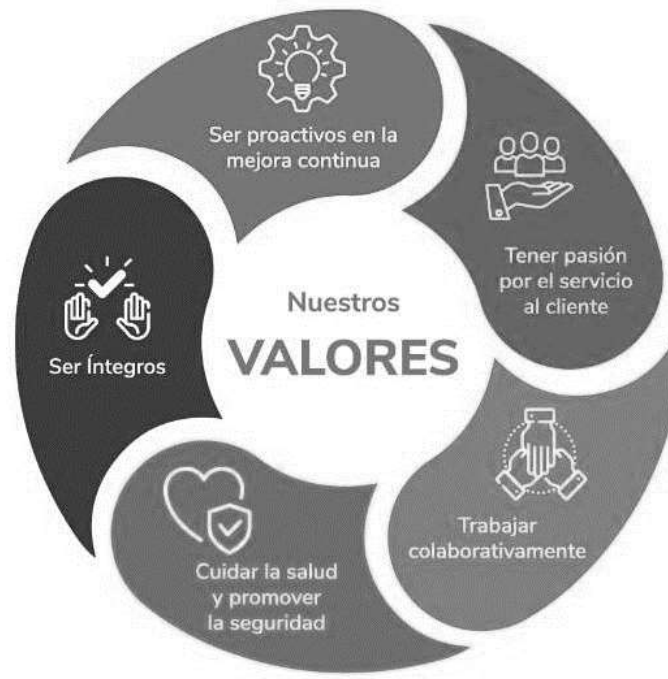 Nuestros
VALORES
Ser proactivos en la
mejora continua
Tener pasión
por el servicio
al cliente
Trabajar
colaborativamente
Cuidar la salud
y promover
la seguridad
Ser Íntegros